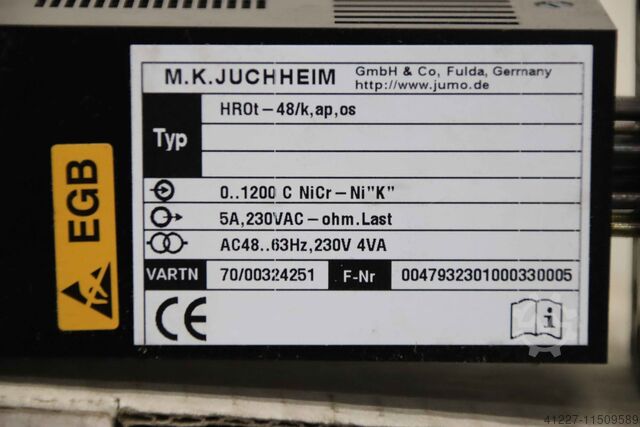 M.K.JUCHHEIM GmbH & Co, Fulda, Germany
http://www.jumo.de
Typ HROt-48/k,ap,os
0..1200 C NiCr-Ni"K"
5A,230VAC-ohm.Last
AC48..63Hz,230V 4VA
VARTN 70/00324251 F-Nr 0047932301000330005
CE
i
EGB
41227-11509589